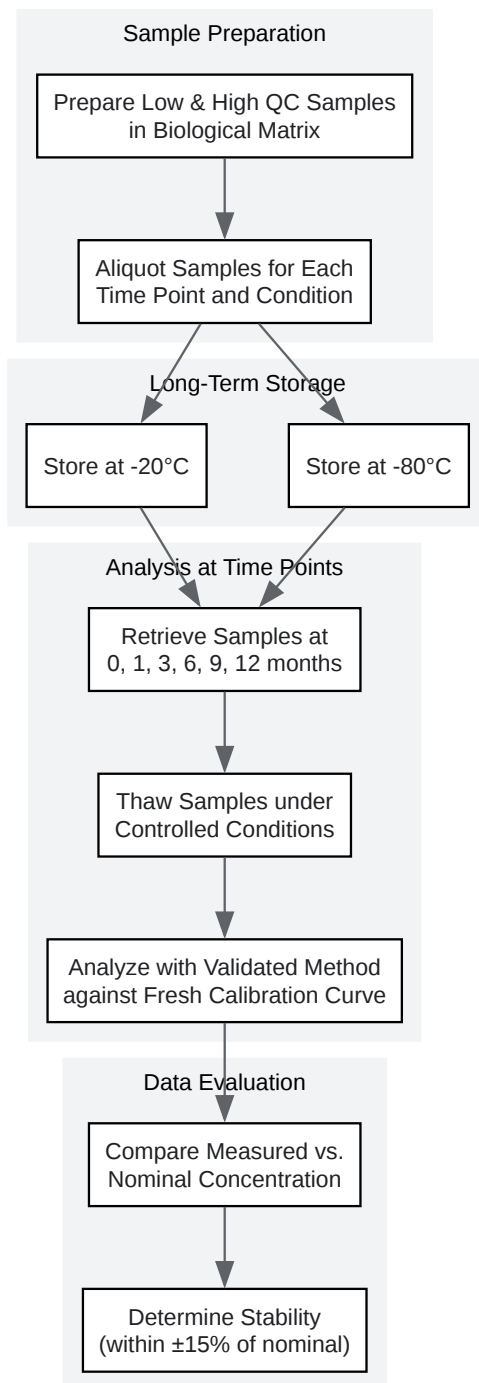 Sample Preparation
Prepare Low & High QC Samples
in Biological Matrix
Aliquot Samples for Each
Time Point and Condition
Long-Term Storage
Store at -20°C
Store at -80°C
Analysis at Time Points
Retrieve Samples at
0, 1, 3, 6, 9, 12 months
Thaw Samples under
Controlled Conditions
Analyze with Validated Method
against Fresh Calibration Curve
Data Evaluation
Compare Measured vs.
Nominal Concentration
Determine Stability
(within ±15% of nominal)